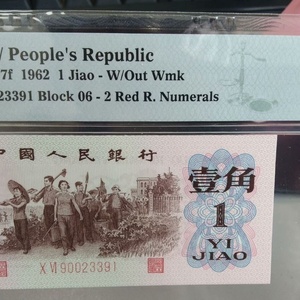 / People's Republic
7f 1962 1 Jiao - W/Out Wmk
23391 Block 06 - 2 Red R. Numerals
中國人民銀行
壹角
1
YI
JIAO
X VI 90023391